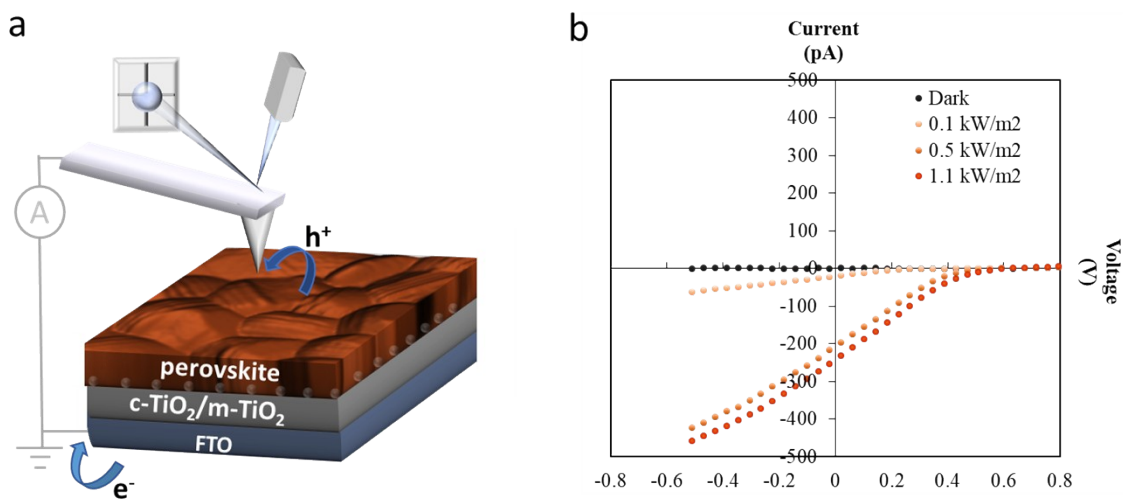 a
A
h⁺
perovskite
c-TiO₂/m-TiO₂
FTO
e⁻
b
Current
(pA)
500
400
300
200
100
0
-100
-200
-300
-400
-500
Dark
0.1 kW/m2
0.5 kW/m2
1.1 kW/m2
Voltage
(V)
-0.8 -0.6 -0.4 -0.2 0 0.2 0.4 0.6 0.8